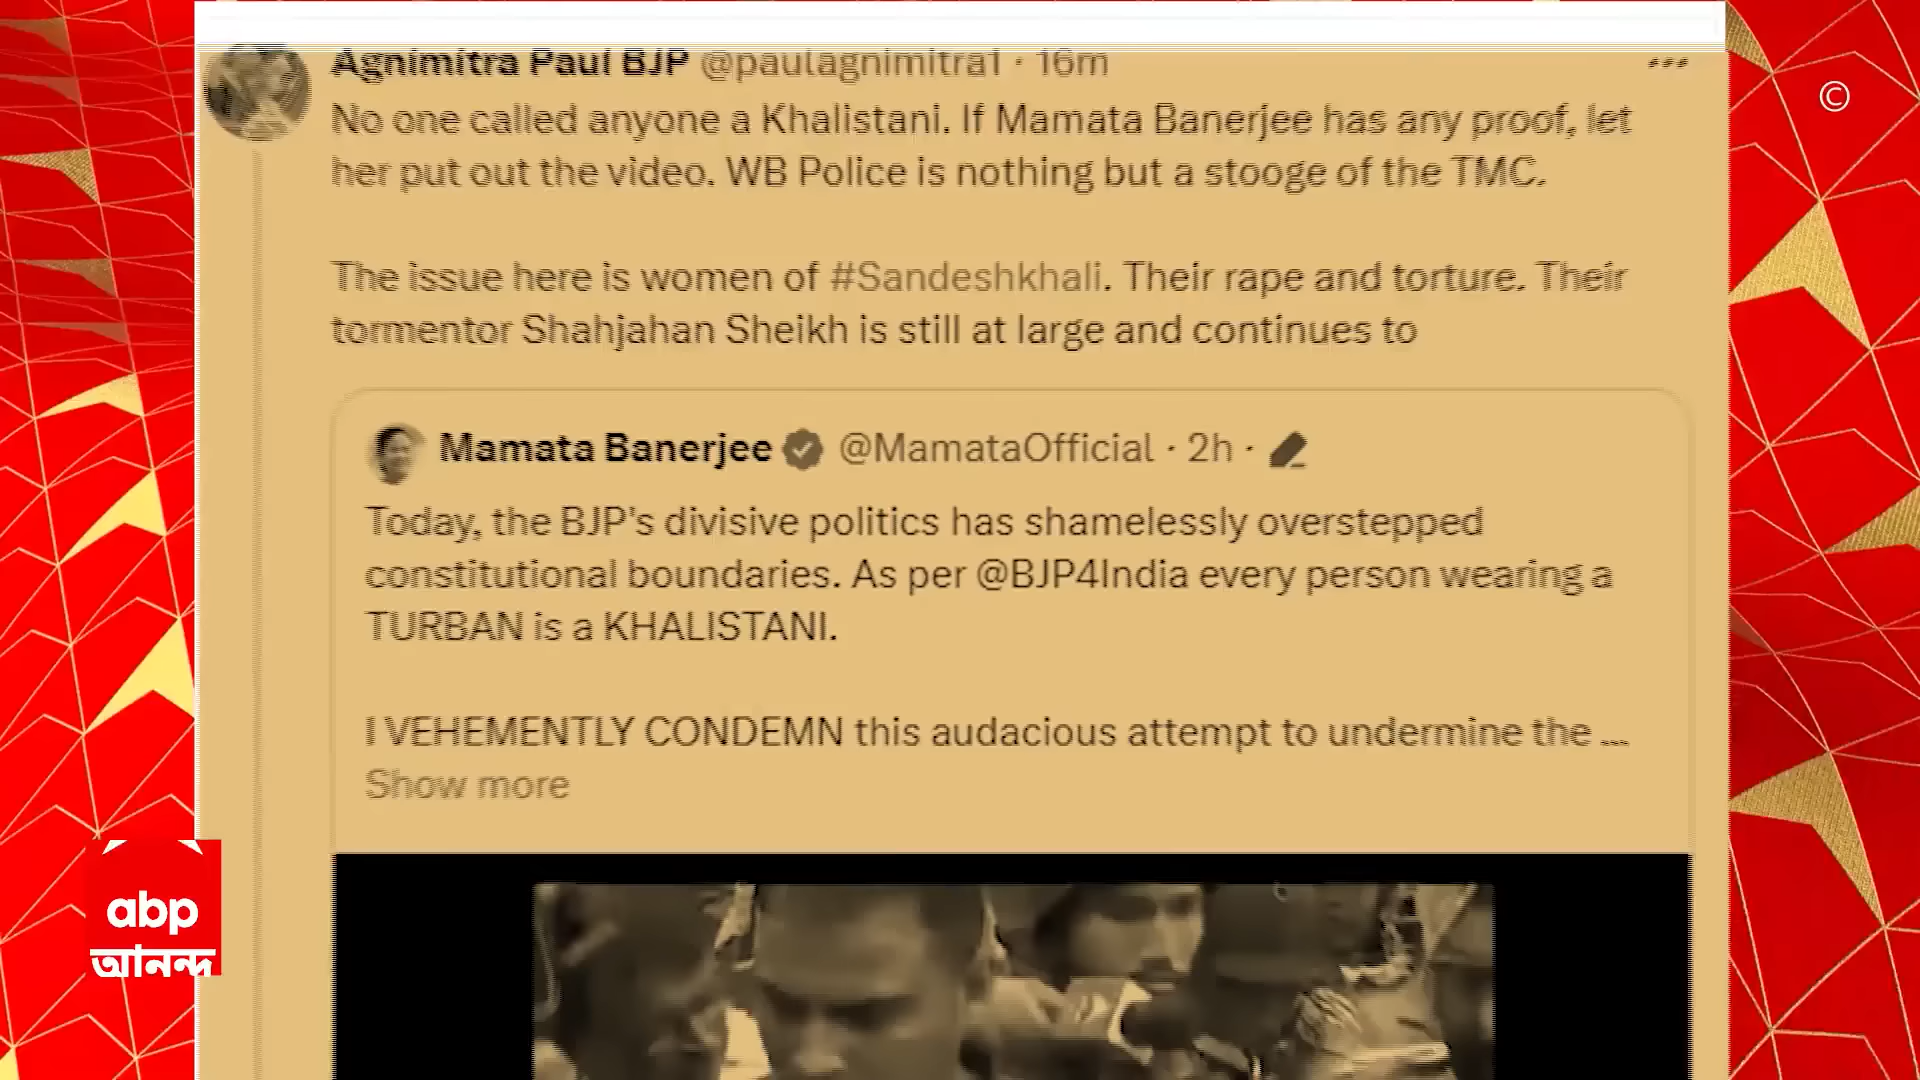 Agnimitra Paul BJP @paulagnimitra1 · 16m
No one called anyone a Khalistani. If Mamata Banerjee has any proof, let
her put out the video. WB Police is nothing but a stooge of the TMC.
The issue here is women of #Sandeshkhali. Their rape and torture. Their
tormentor Shahjahan Sheikh is still at large and continues to
Mamata Banerjee @MamataOfficial · 2h ·
Today, the BJP's divisive politics has shamelessly overstepped
constitutional boundaries. As per @BJP4India every person wearing a
TURBAN is a KHALISTANI.
I VEHEMENTLY CONDEMN this audacious attempt to undermine the ...
Show more
abp
আনন্দ
©